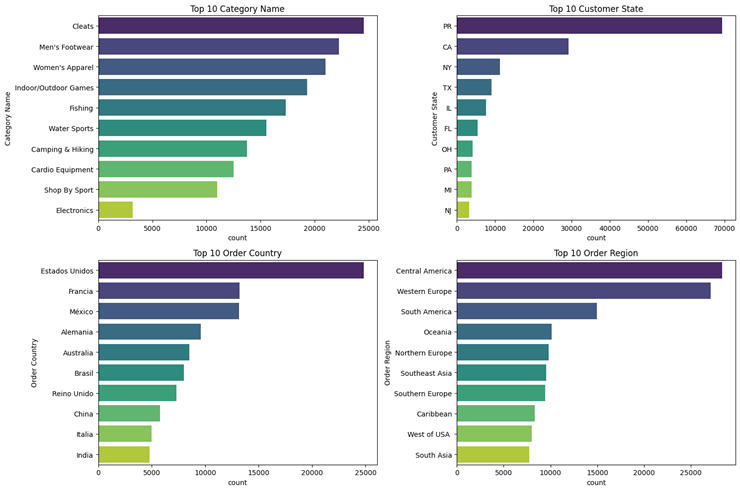 Top 10 Category Name
Category Name
Cleats
Men's Footwear
Women's Apparel
Indoor/Outdoor Games
Fishing
Water Sports
Camping & Hiking
Cardio Equipment
Shop By Sport
Electronics
0 5000 10000 15000 20000 25000
count
Top 10 Customer State
Customer State
PR
CA
NY
TX
IL
FL
OH
PA
MI
NJ
0 10000 20000 30000 40000 50000 60000 70000
count
Top 10 Order Country
Order Country
Estados Unidos
Francia
México
Alemania
Australia
Brasil
Reino Unido
China
Italia
India
0 5000 10000 15000 20000 25000
count
Top 10 Order Region
Order Region
Central America
Western Europe
South America
Oceania
Northern Europe
Southeast Asia
Southern Europe
Caribbean
West of USA
South Asia
0 5000 10000 15000 20000 25000
count